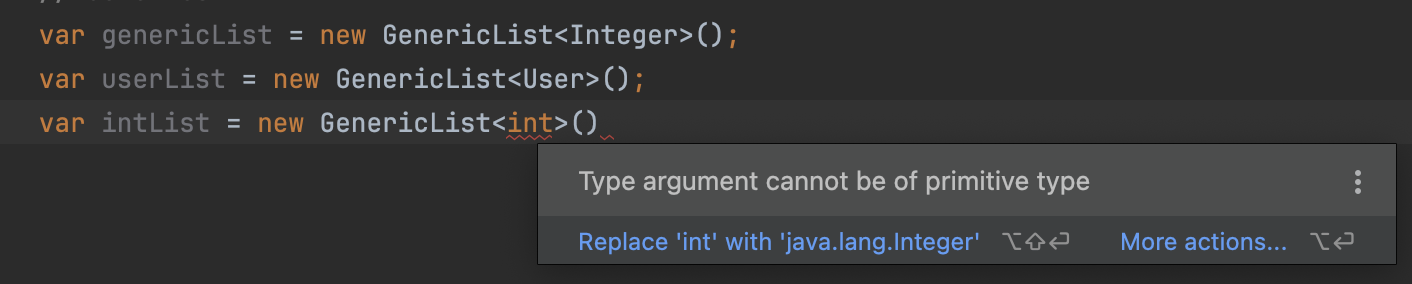 var genericList = new GenericList<Integer>();
var userList = new GenericList<User>();
var intList = new GenericList<int>()
Type argument cannot be of primitive type
Replace 'int' with 'java.lang.Integer' ⌥⇧⏎ More actions... ⌥⏎